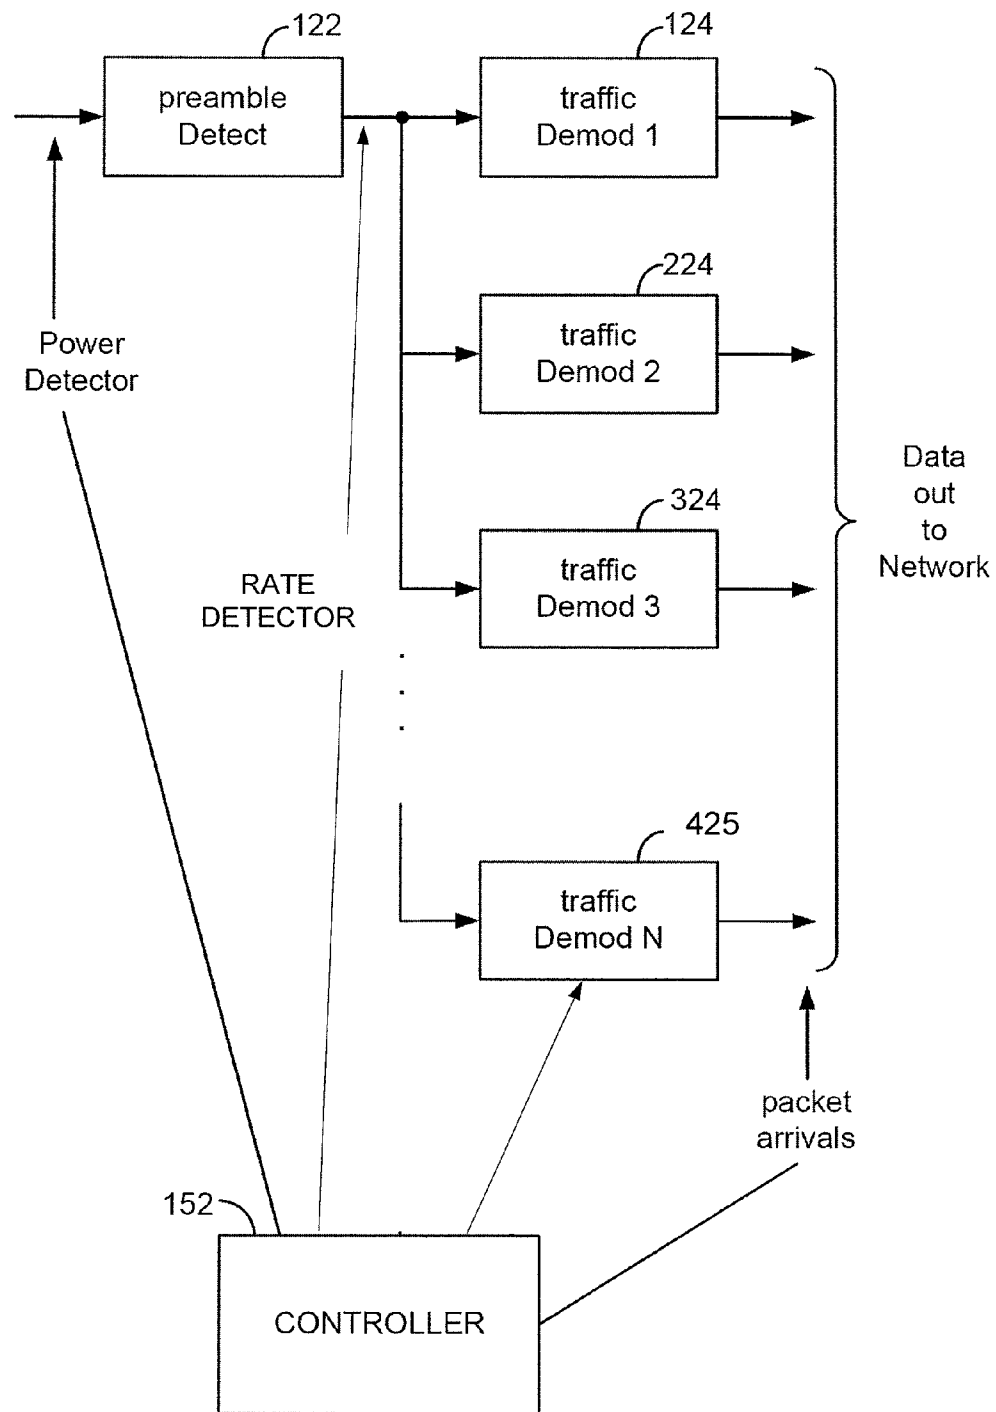 122
preamble
Detect
124
traffic
Demod 1
224
traffic
Demod 2
Power
Detector
324
traffic
Demod 3
Data
out
to
Network
RATE
DETECTOR
.
.
.
425
traffic
Demod N
packet
arrivals
152
CONTROLLER